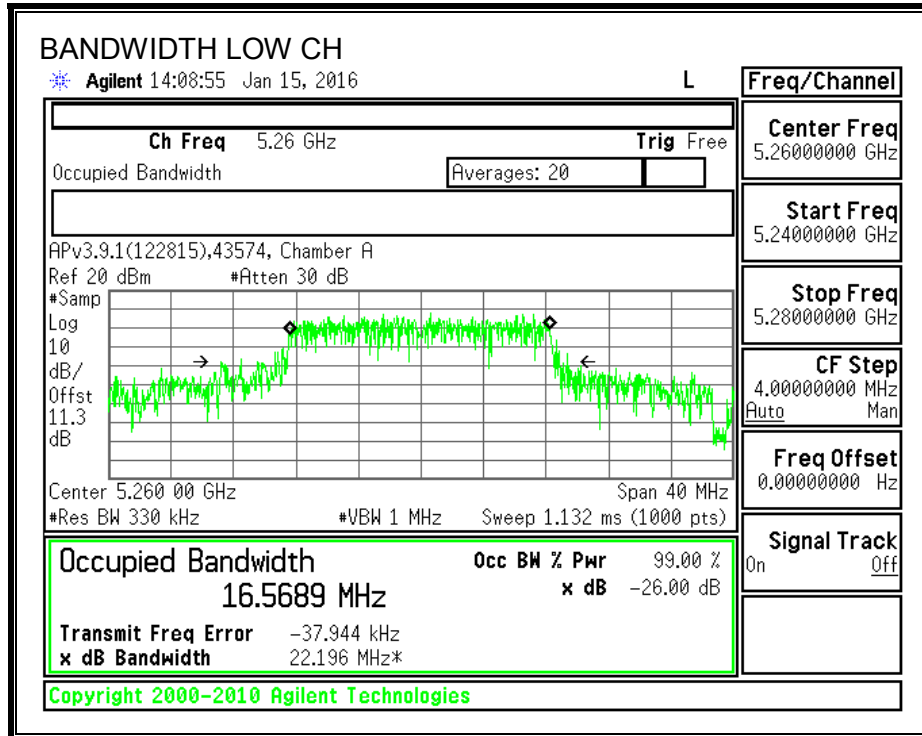 BANDWIDTH LOW CH
Agilent 14:08:55 Jan 15, 2016 L
Freq/Channel
Ch Freq 5.26 GHz Trig Free
Occupied Bandwidth Averages: 20
APv3.9.1(122815),43574, Chamber A
Ref 20 dBm #Atten 30 dB
#Samp
Log
10
dB/
Offst
11.3
dB
Center 5.260 00 GHz Span 40 MHz
#Res BW 330 kHz #VBW 1 MHz Sweep 1.132 ms (1000 pts)
Occupied Bandwidth Occ BW % Pwr 99.00 %
16.5689 MHz x dB -26.00 dB
Transmit Freq Error -37.944 kHz
x dB Bandwidth 22.196 MHz*
Copyright 2000-2010 Agilent Technologies
Center Freq
5.26000000 GHz
Start Freq
5.24000000 GHz
Stop Freq
5.28000000 GHz
CF Step
4.00000000 MHz
Auto Man
Freq Offset
0.00000000 Hz
Signal Track
On Off